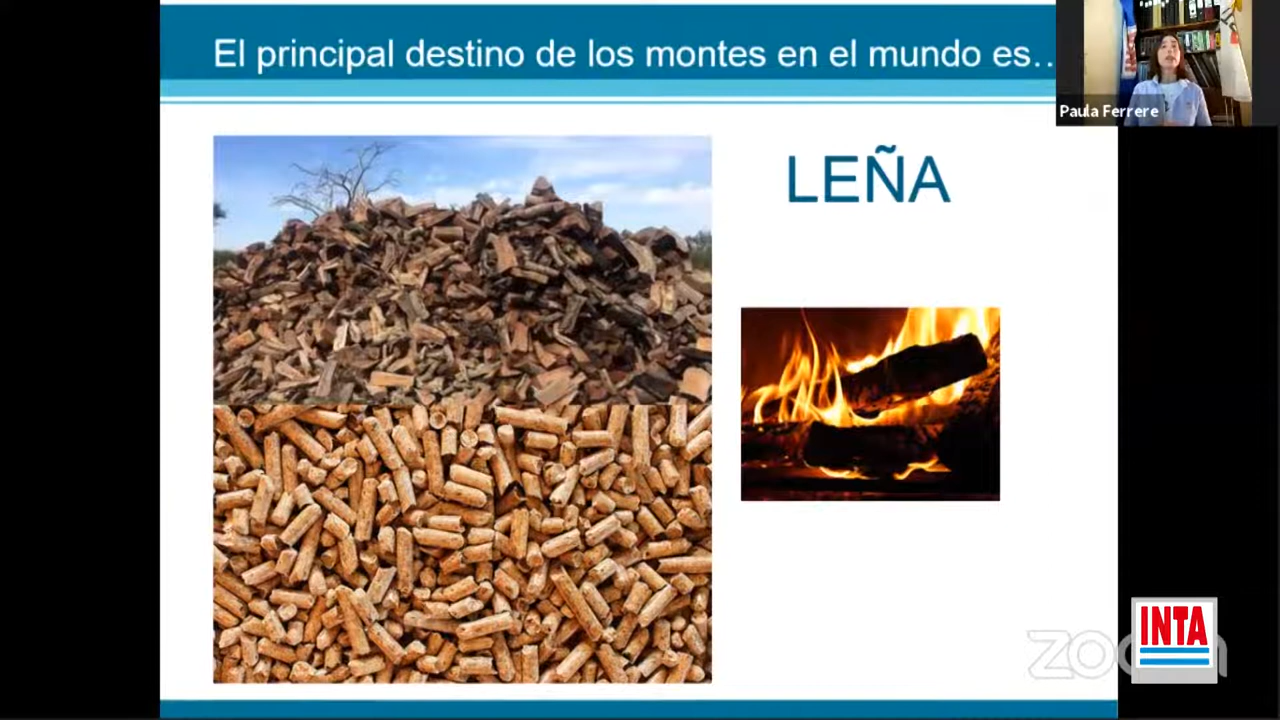 El principal destino de los montes en el mundo es..
Paula Ferrere
LEÑA
zoom
INTA